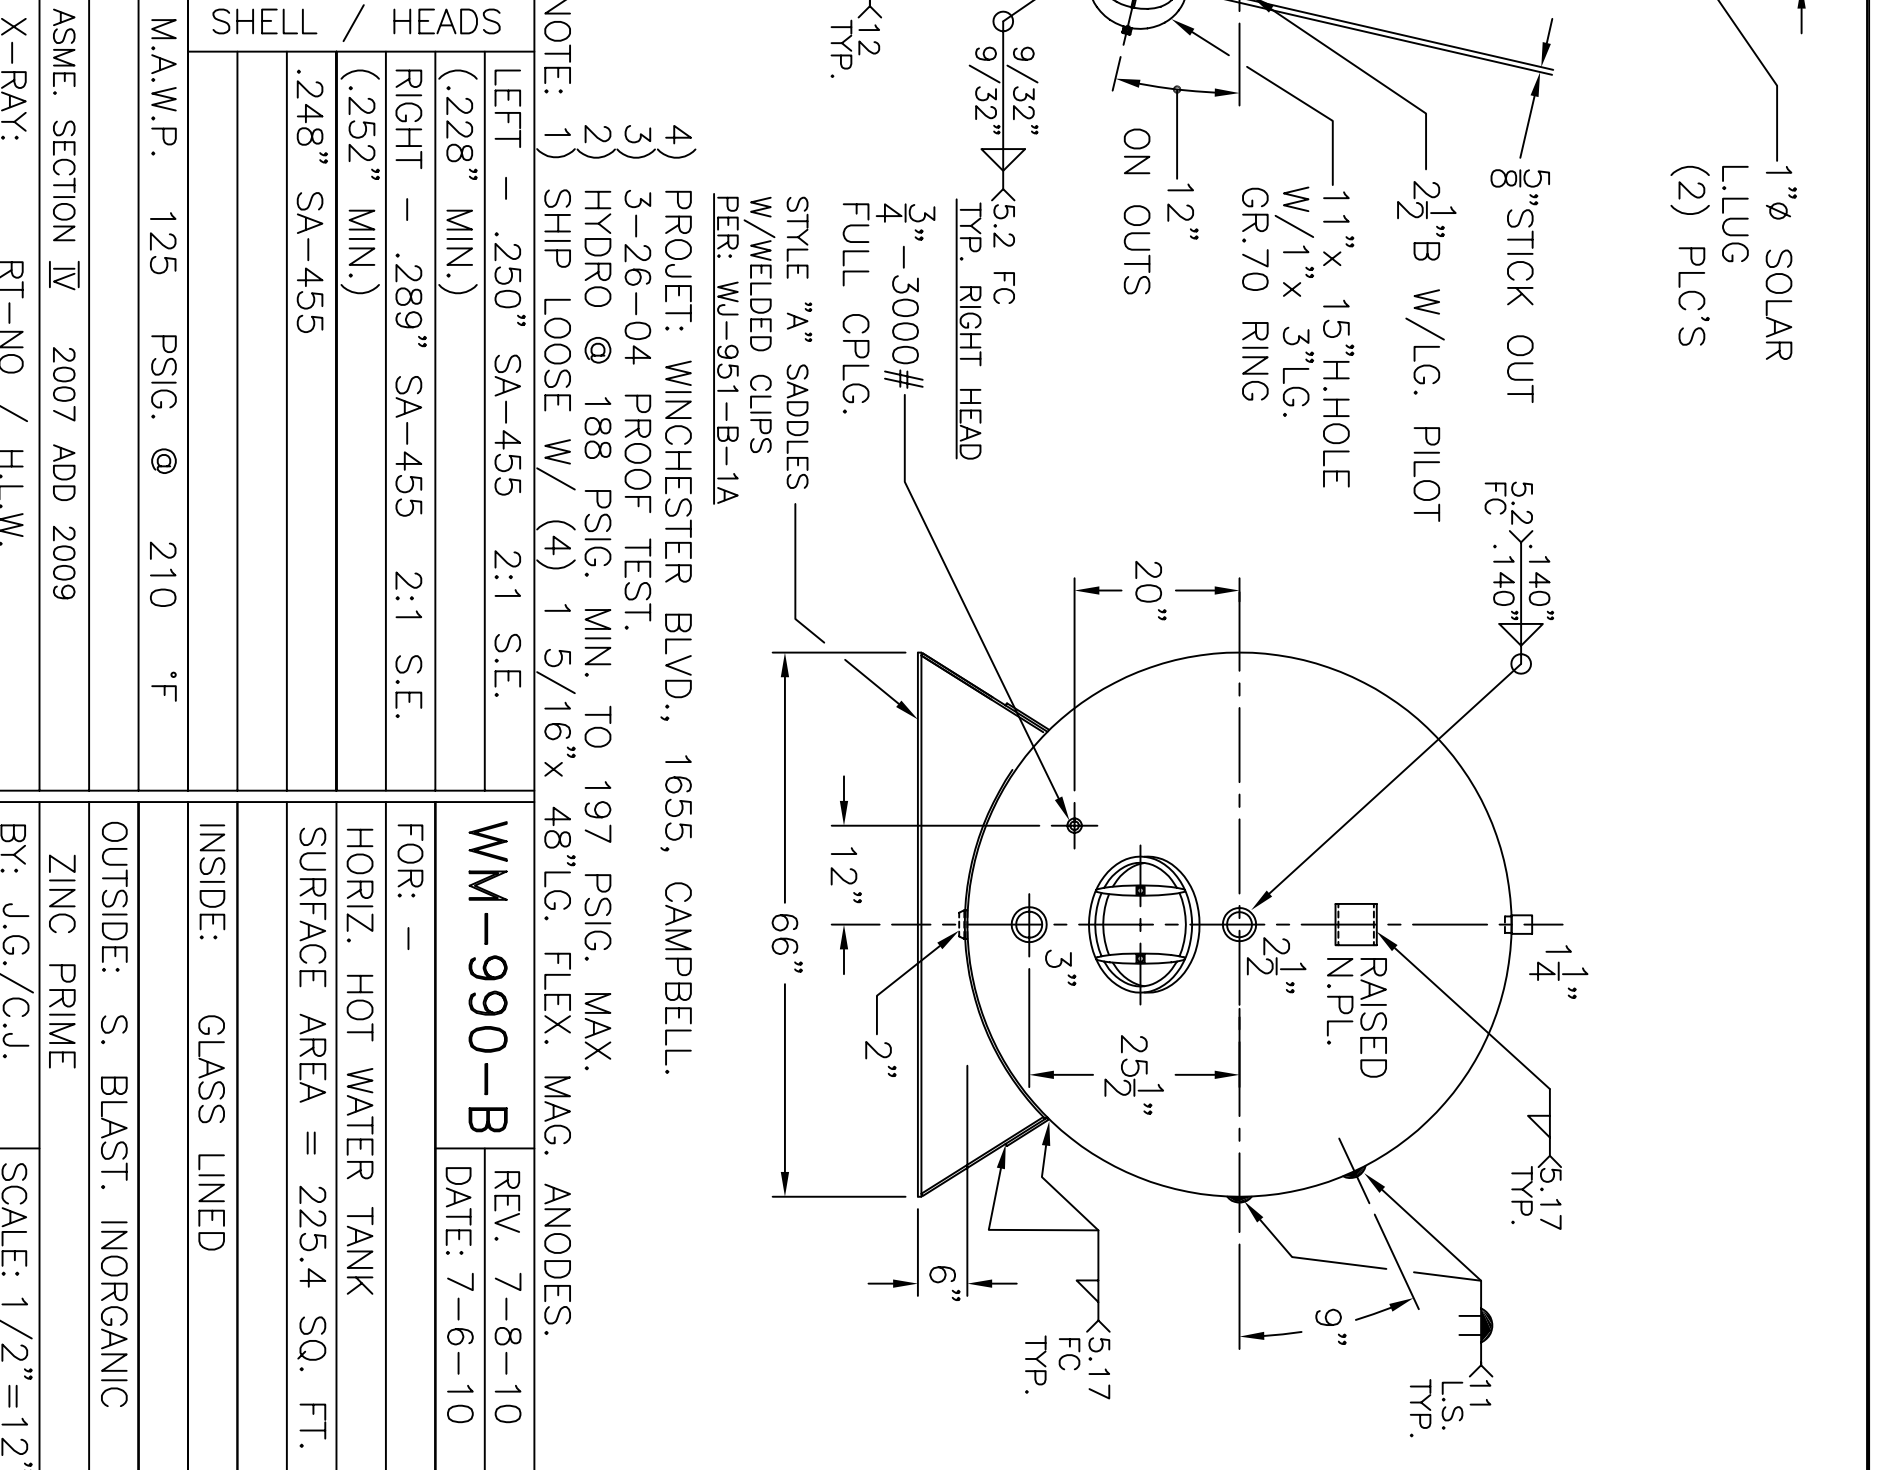 1"ø SOLAR
L.LUG
(2) PLC'S
5/8" STICK OUT
2 1/2"B W/LG. PILOT
11"x 15"H.HOLE
W/1"x 3"LG.
GR.70 RING
12"
ON OUTS
9/32"
9/32"
5.2 FC
TYP. RIGHT HEAD
12
TYP.
3/4"-3000#
FULL CPLG.
STYLE "A" SADDLES
W/WELDED CLIPS
PER: WJ-951-B-1A
5.2
FC
.140"
.140"
20"
12"
66"
1 1/4"
RAISED
N.PL.
2 1/2"
3"
2"
25 1/2"
5.17
TYP.
9"
11
L.S.
TYP.
6"
5.17
FC
TYP.
4) PROJET: WINCHESTER BLVD., 1655, CAMPBELL.
3) 3-26-04 PROOF TEST.
2) HYDRO @ 188 PSIG. MIN. TO 197 PSIG. MAX.
NOTE: 1) SHIP LOOSE W/ (4) 1 5/16"x 48"LG. FLEX. MAG. ANODES.
SHELL / HEADS
LEFT - .250" SA-455 2:1 S.E.
(.228" MIN.)
RIGHT - .289" SA-455 2:1 S.E.
(.252" MIN.)
.248" SA-455
M.A.W.P. 125 PSIG. @ 210 °F
ASME. SECTION IV 2007 ADD 2009
X-RAY: RT-NO / H.L.W.
WM-990-B
REV. 7-8-10
DATE: 7-6-10
FOR: -
HORIZ. HOT WATER TANK
SURFACE AREA = 225.4 SQ. FT.
INSIDE: GLASS LINED
OUTSIDE: S. BLAST. INORGANIC
ZINC PRIME
BY: J.G./C.J.
SCALE: 1/2"=12"